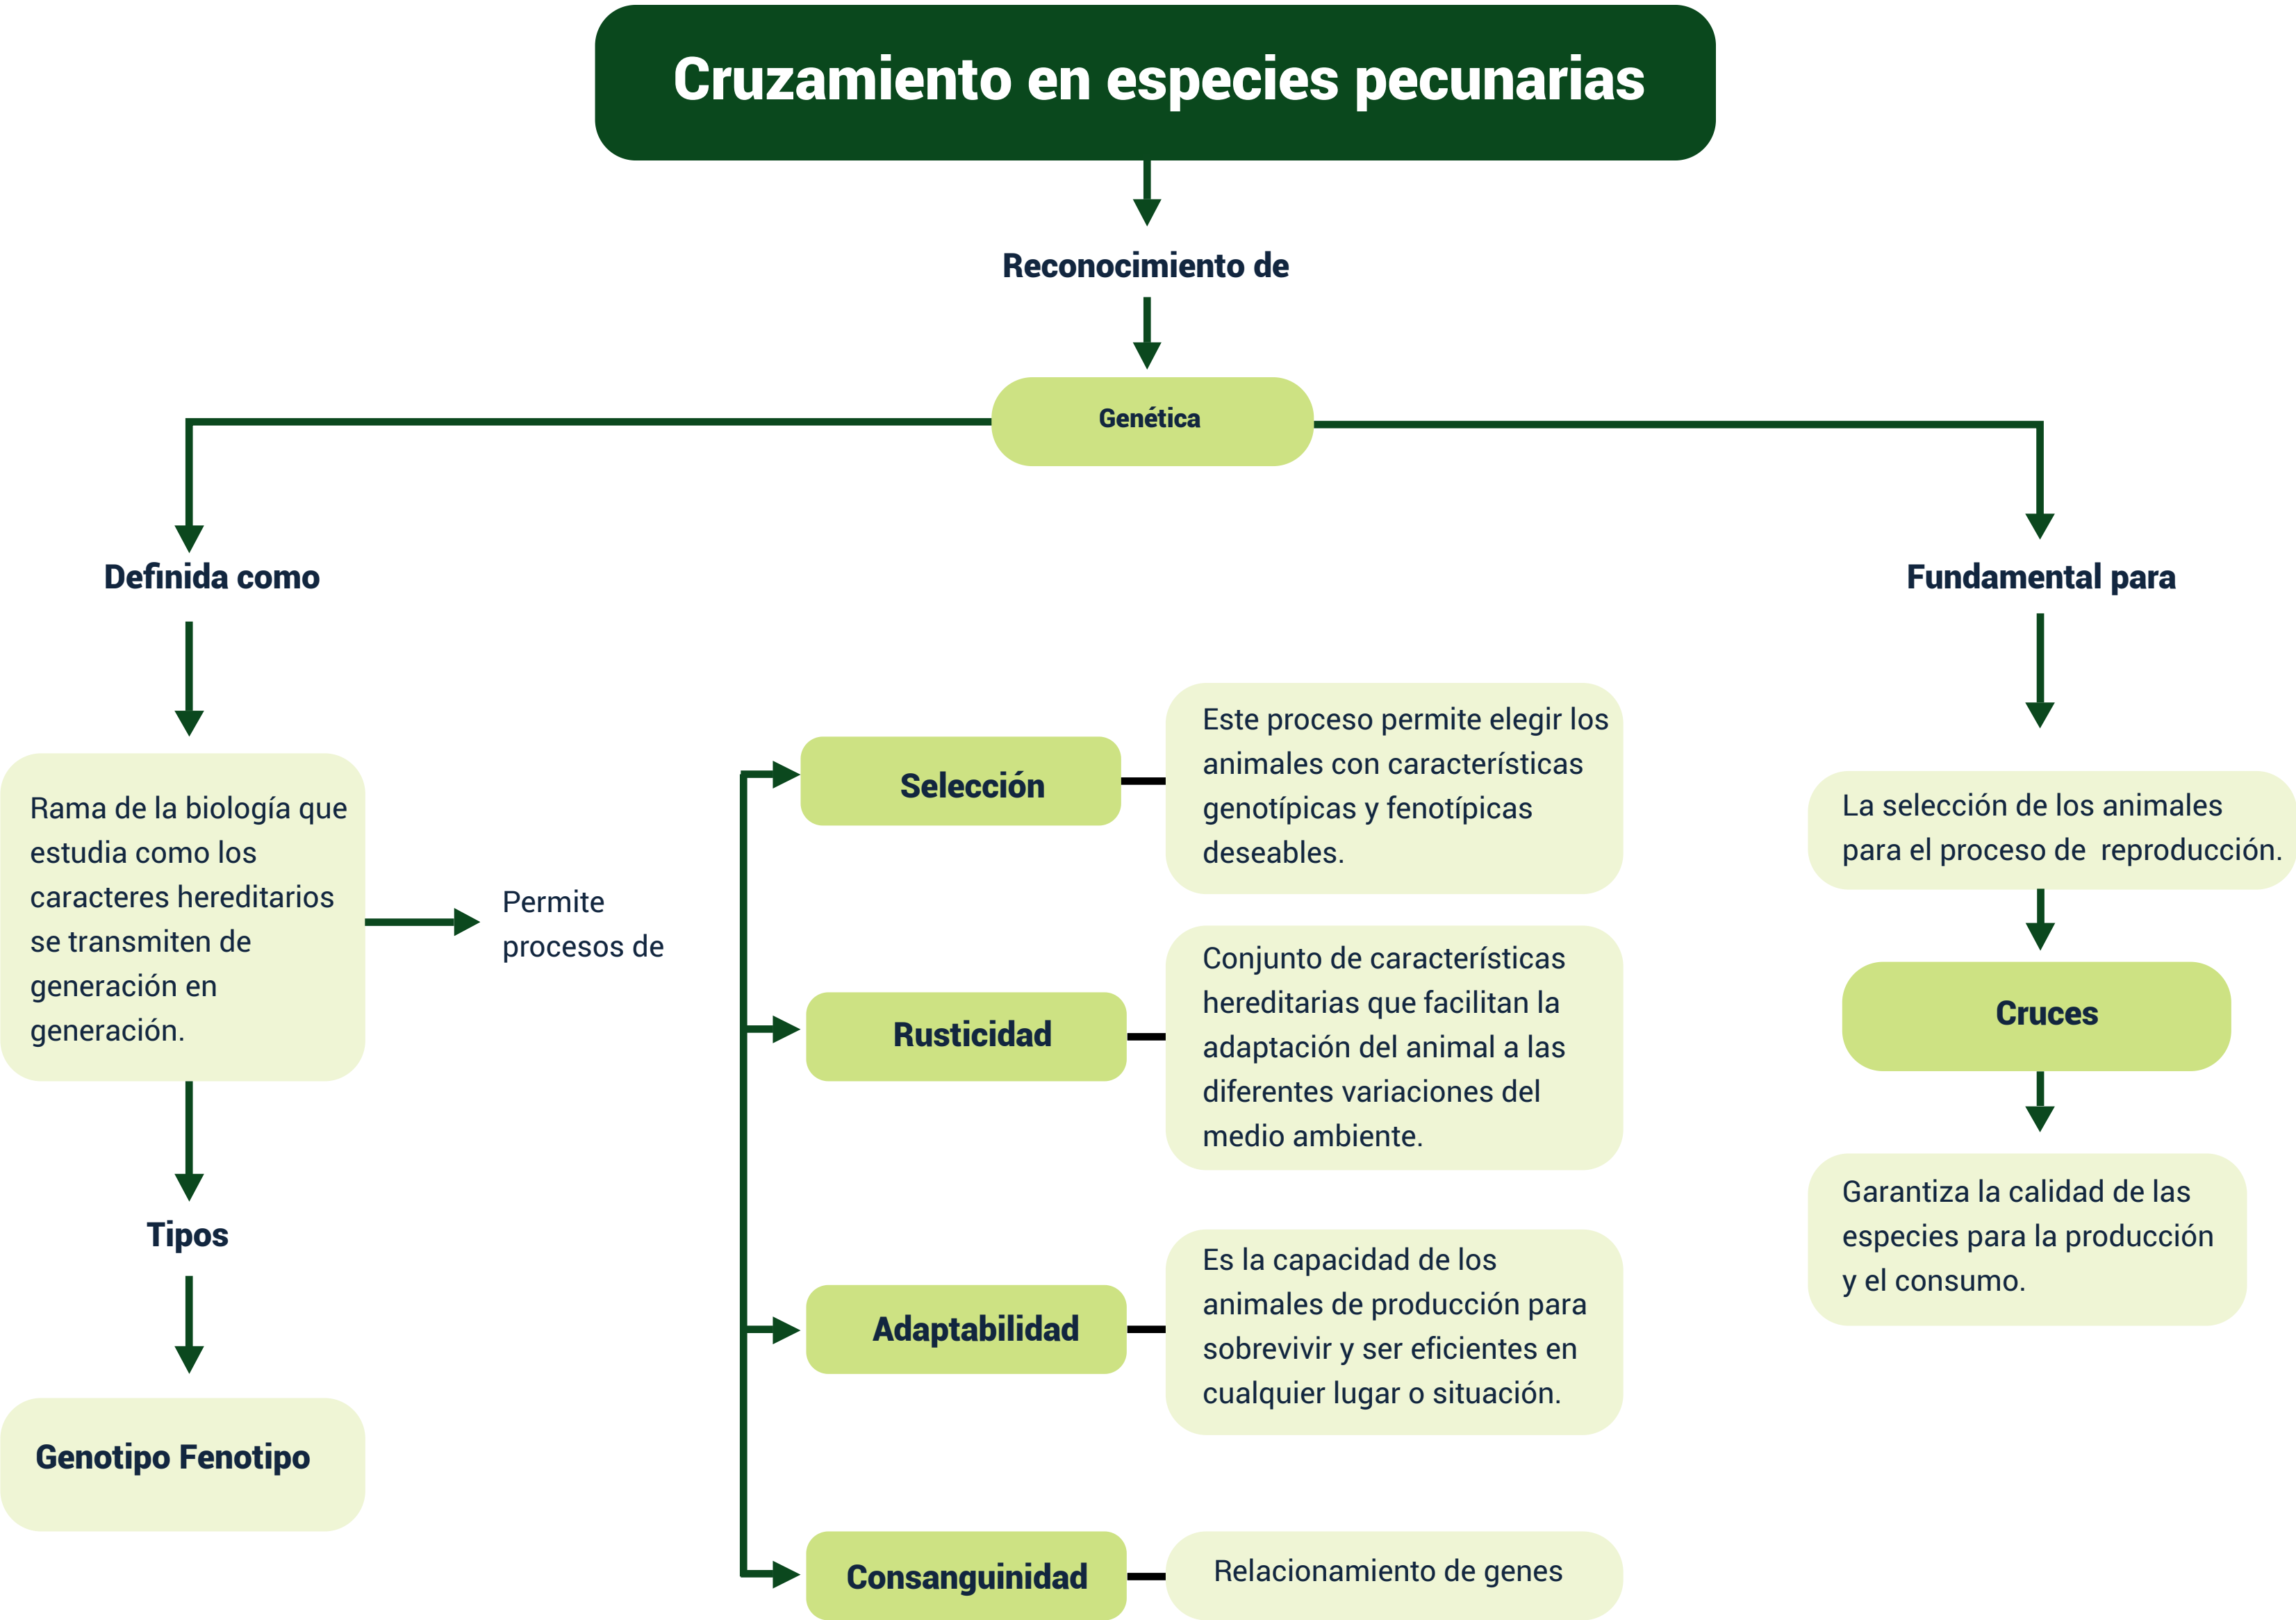 Cruzamiento en especies pecunarias
Reconocimiento de
Genética
Definida como
Rama de la biología que
estudia como los
caracteres hereditarios
se transmiten de
generación en
generación.
Tipos
Genotipo Fenotipo
Permite
procesos de
Selección
Este proceso permite elegir los
animales con características
genotípicas y fenotípicas
deseables.
Rusticidad
Conjunto de características
hereditarias que facilitan la
adaptación del animal a las
diferentes variaciones del
medio ambiente.
Adaptabilidad
Es la capacidad de los
animales de producción para
sobrevivir y ser eficientes en
cualquier lugar o situación.
Consanguinidad
Relacionamiento de genes
Fundamental para
La selección de los animales
para el proceso de  reproducción.
Cruces
Garantiza la calidad de las
especies para la producción
y el consumo.